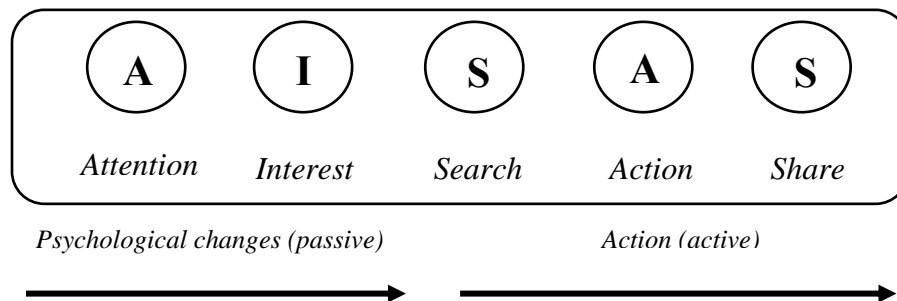 A I S A S
Attention Interest Search Action Share
Psychological changes (passive) Action (active)